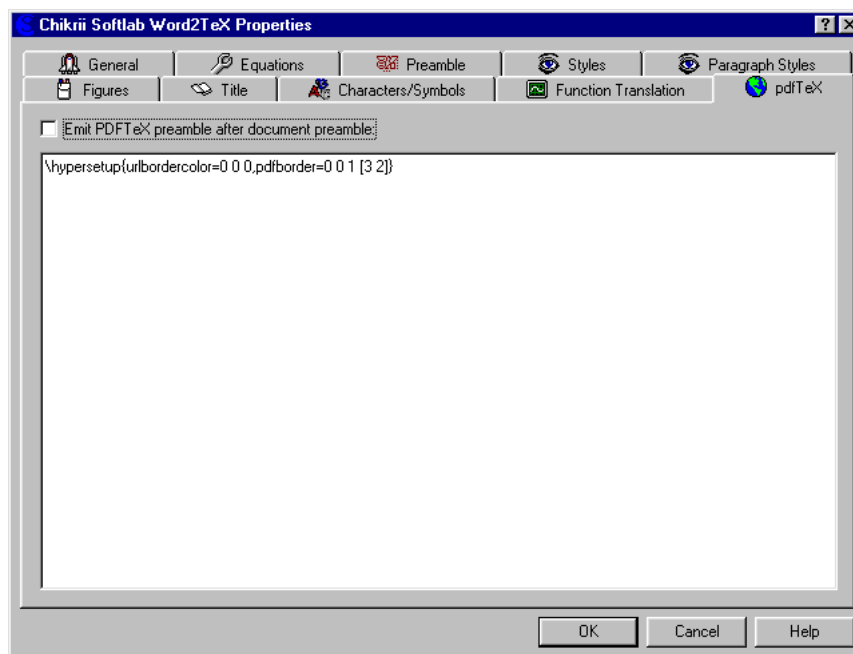 Chikrii Softlab Word2TeX Properties
General Equations Preamble Styles Paragraph Styles
Figures Title Characters/Symbols Function Translation pdfTeX
Emit PDFTeX preamble after document preamble:
\hypersetup{urlbordercolor=0 0 0,pdfborder=0 0 1 [3 2]}
OK Cancel Help